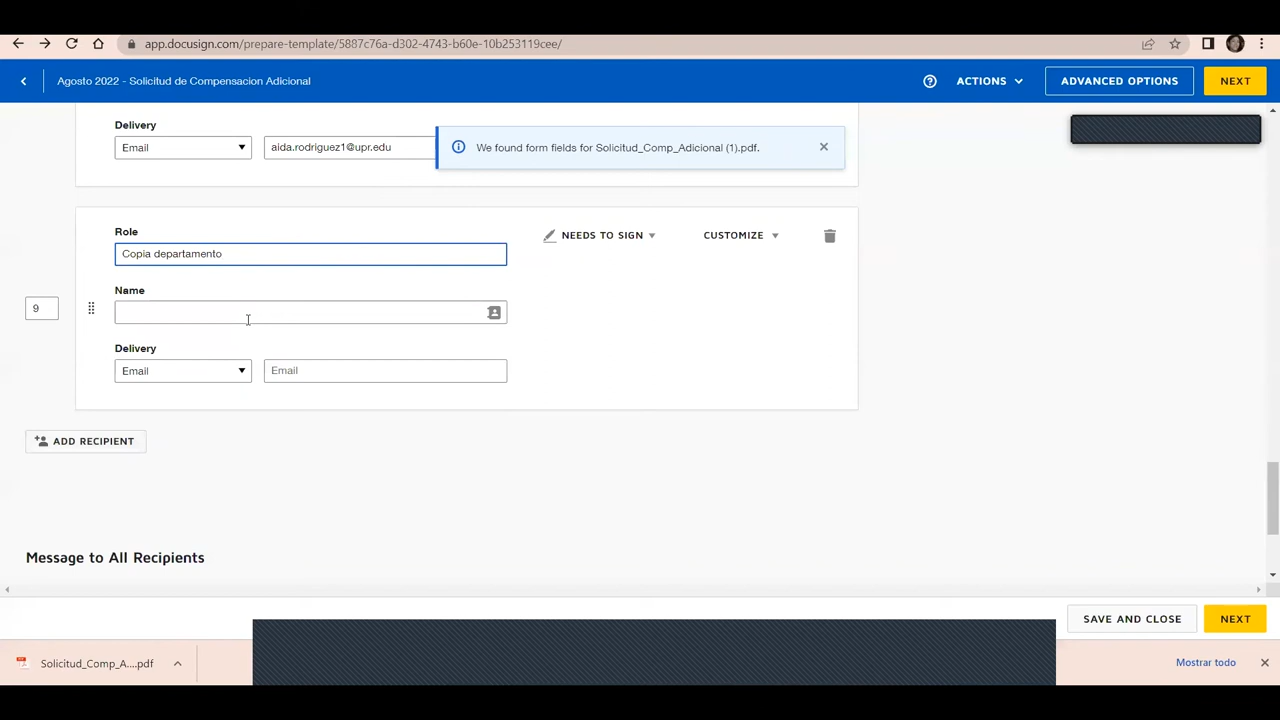 app.docusign.com/prepare-template/5887c76a-d302-4743-b60e-10b253119cee/
Agosto 2022 - Solicitud de Compensacion Adicional
ACTIONS
ADVANCED OPTIONS
NEXT
Delivery
Email
aida.rodriguez1@upr.edu
We found form fields for Solicitud_Comp_Adicional (1).pdf.
Role
NEEDS TO SIGN
CUSTOMIZE
Copia departamento
Name
9
Delivery
Email
Email
ADD RECIPIENT
Message to All Recipients
SAVE AND CLOSE
NEXT
Solicitud_Comp_A....pdf
Mostrar todo